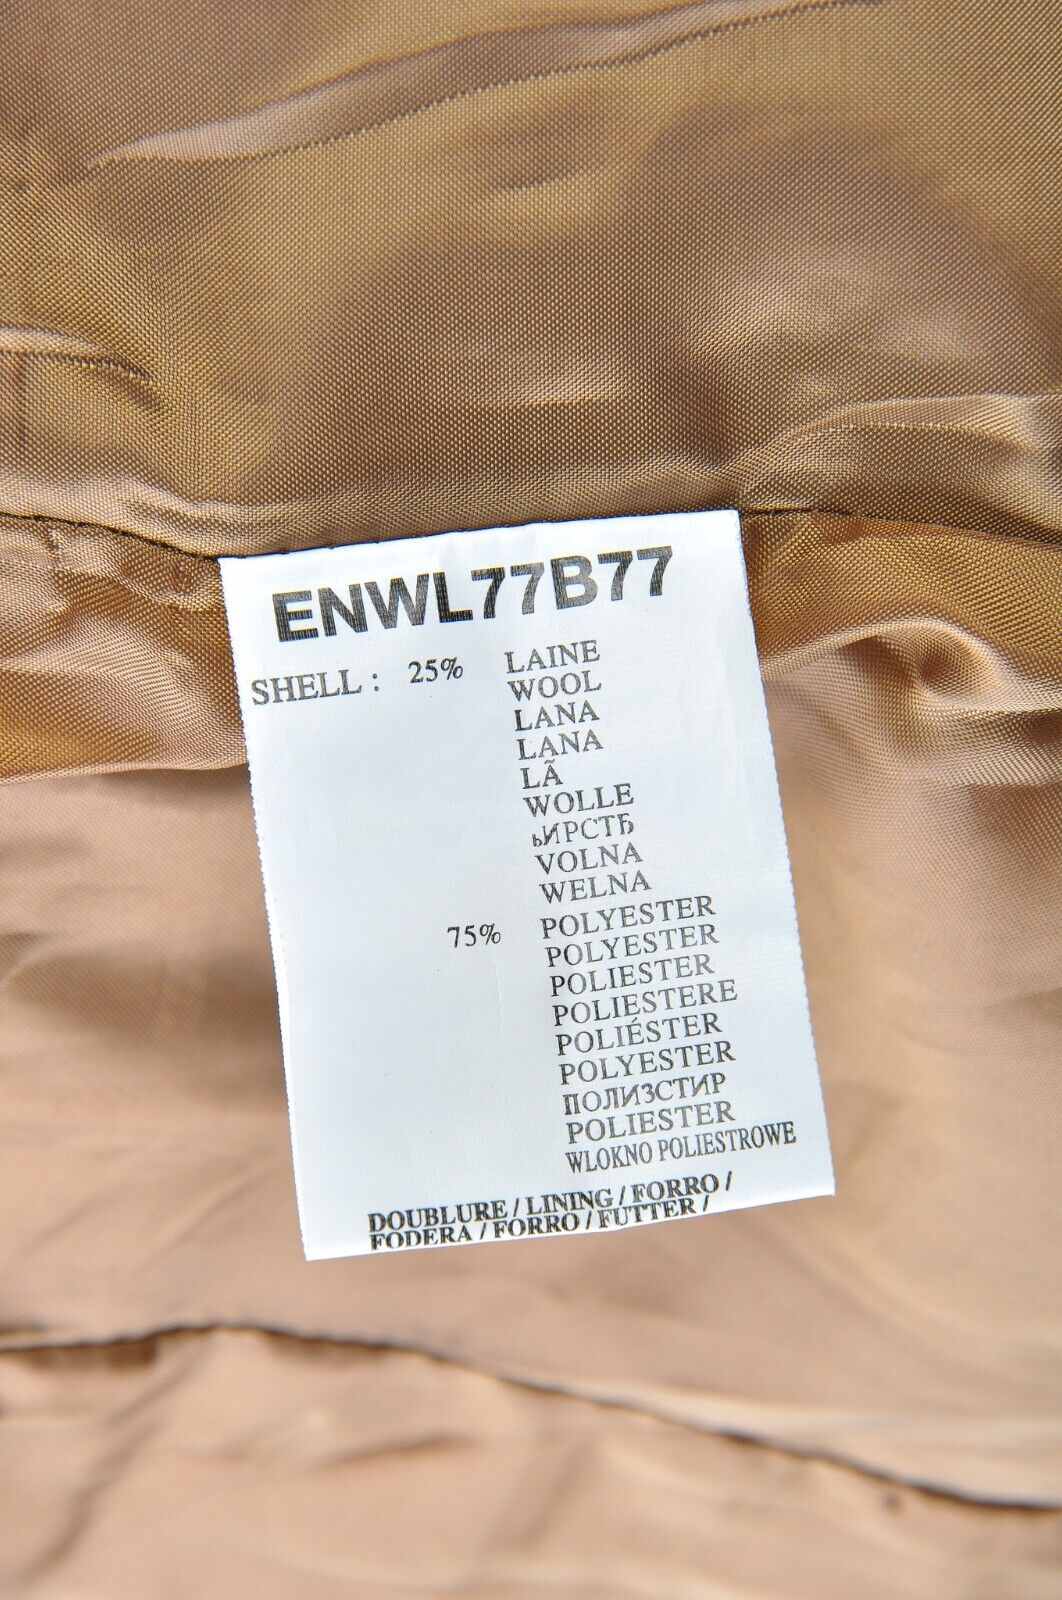 ENWL77B77
SHELL : 25% LAINE
WOOL
LANA
LANA
LÃ
WOLLE
ьИРСТЂ
VOLNA
WELNA
75% POLYESTER
POLYESTER
POLIESTER
POLIESTERE
POLIÉSTER
POLYESTER
ПОЛИЗСТИР
POLIESTER
WLOKNO POLIESTROWE
DOUBLURE / LINING / FORRO /
FODERA / FORRO / FUTTER /